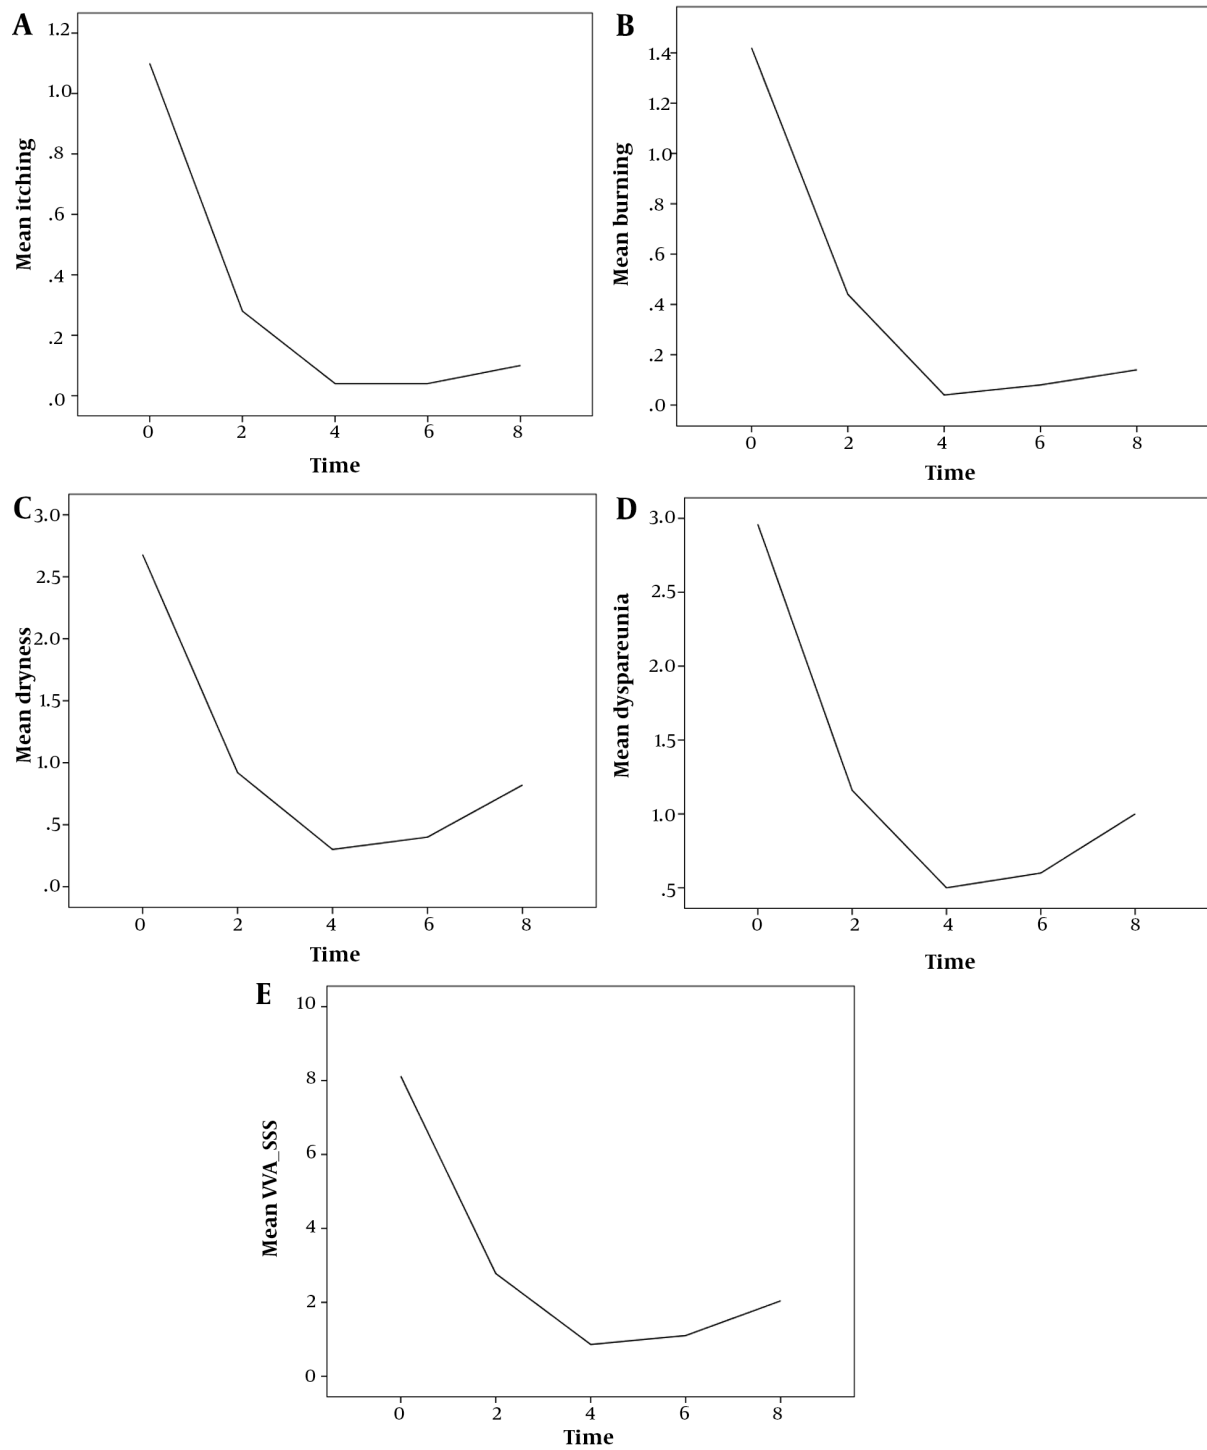 A
1.2
1.0
.8
.6
.4
.2
.0
Mean itching
0 2 4 6 8
Time
B
1.4
1.2
1.0
.8
.6
.4
.2
.0
Mean burning
0 2 4 6 8
Time
C
3.0
2.5
2.0
1.5
1.0
.5
.0
Mean dryness
0 2 4 6 8
Time
D
3.0
2.5
2.0
1.5
1.0
.5
Mean dyspareunia
0 2 4 6 8
Time
E
10
8
6
4
2
0
Mean VVA_SSS
0 2 4 6 8
Time